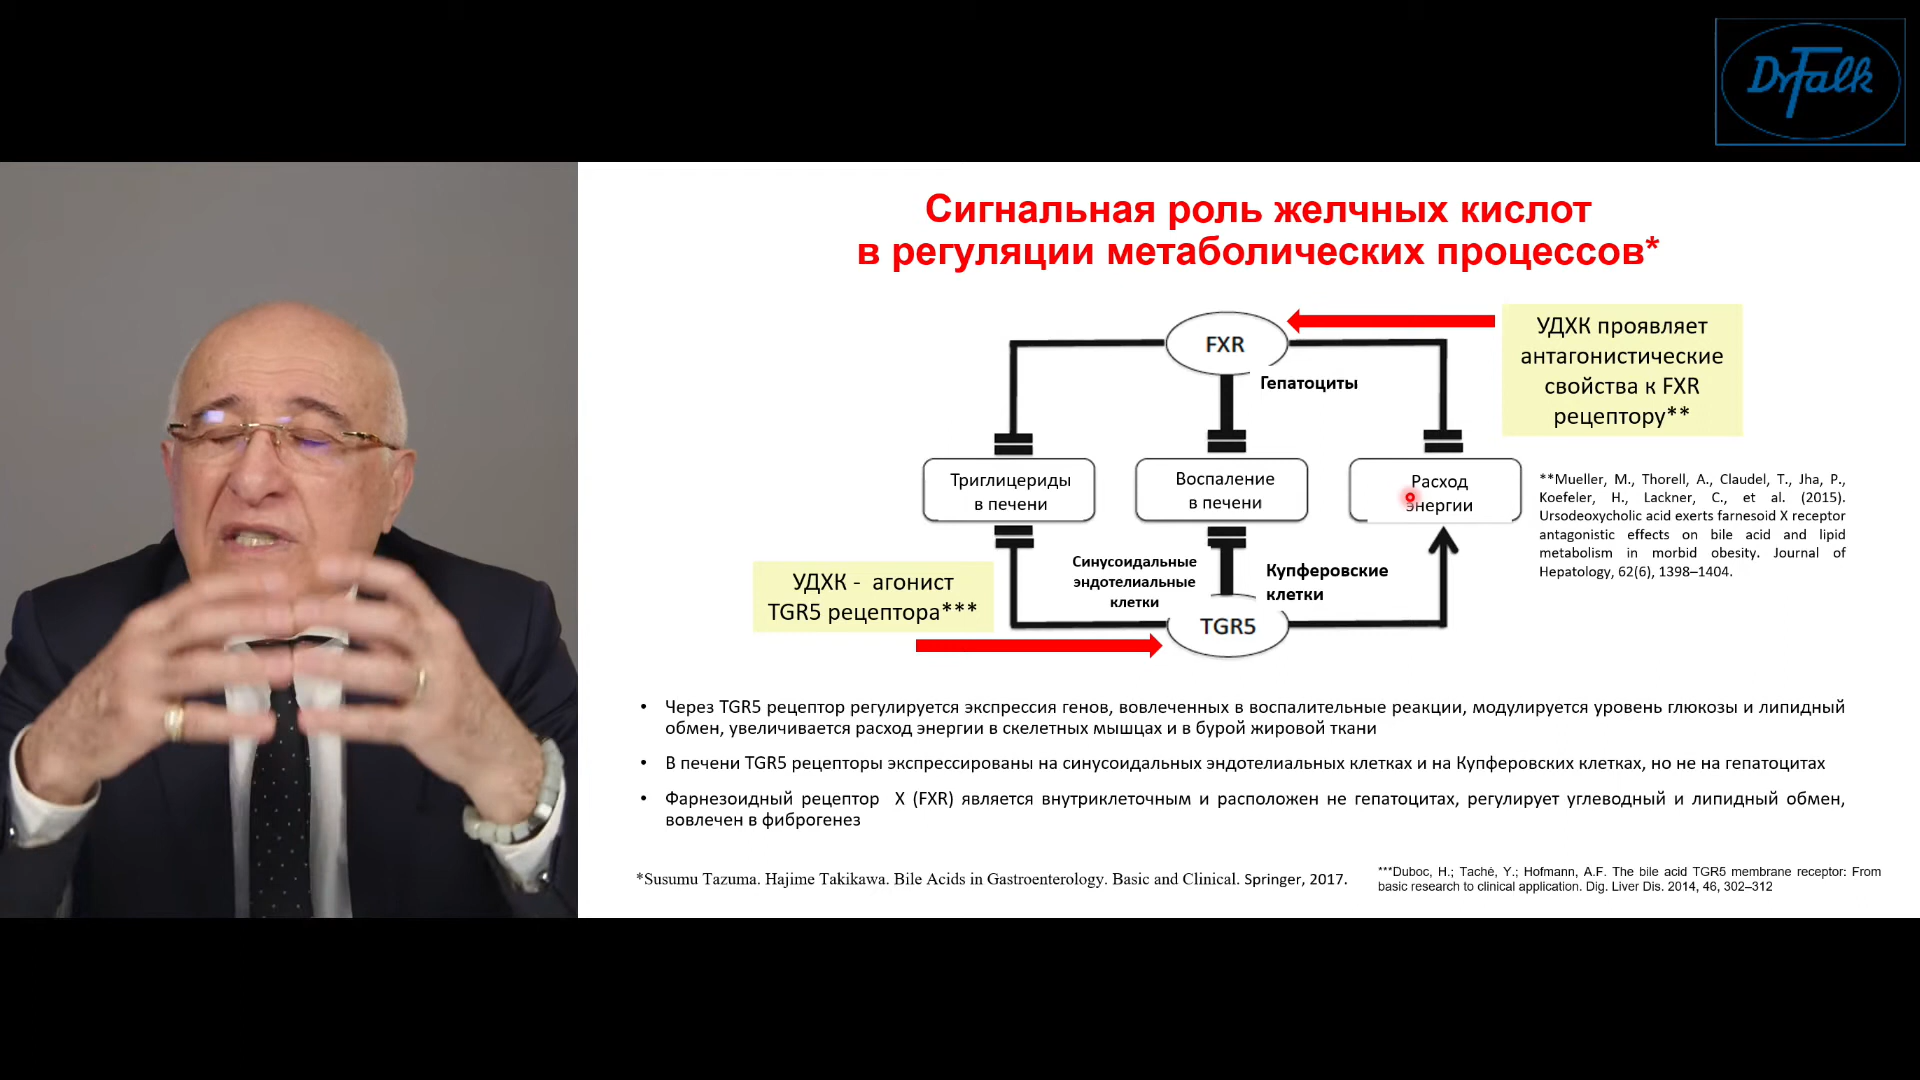 DrFalk
Сигнальная роль желчных кислот
в регуляции метаболических процессов*
FXR
Гепатоциты
УДХК проявляет
антагонистические
свойства к FXR
рецептору**
Триглицериды
в печени
Воспаление
в печени
Расход
энергии
**Mueller, M., Thorell, A., Claudel, T., Jha, P.,
Koefeler, H., Lackner, C., et al. (2015).
Ursodeoxycholic acid exerts farnesoid X receptor
antagonistic effects on bile acid and lipid
metabolism in morbid obesity. Journal of
Hepatology, 62(6), 1398–1404.
УДХК - агонист
TGR5 рецептора***
Синусоидальные
эндотелиальные
клетки
Купферовские
клетки
TGR5
• Через TGR5 рецептор регулируется экспрессия генов, вовлеченных в воспалительные реакции, модулируется уровень глюкозы и липидный
обмен, увеличивается расход энергии в скелетных мышцах и в бурой жировой ткани
• В печени TGR5 рецепторы экспрессированы на синусоидальных эндотелиальных клетках и на Купферовских клетках, но не на гепатоцитах
• Фарнезоидный рецептор X (FXR) является внутриклеточным и расположен не гепатоцитах, регулирует углеводный и липидный обмен,
вовлечен в фиброгенез
*Susumu Tazuma. Hajime Takikawa. Bile Acids in Gastroenterology. Basic and Clinical. Springer, 2017.
***Duboc, H.; Taché, Y.; Hofmann, A.F. The bile acid TGR5 membrane receptor: From
basic research to clinical application. Dig. Liver Dis. 2014, 46, 302–312